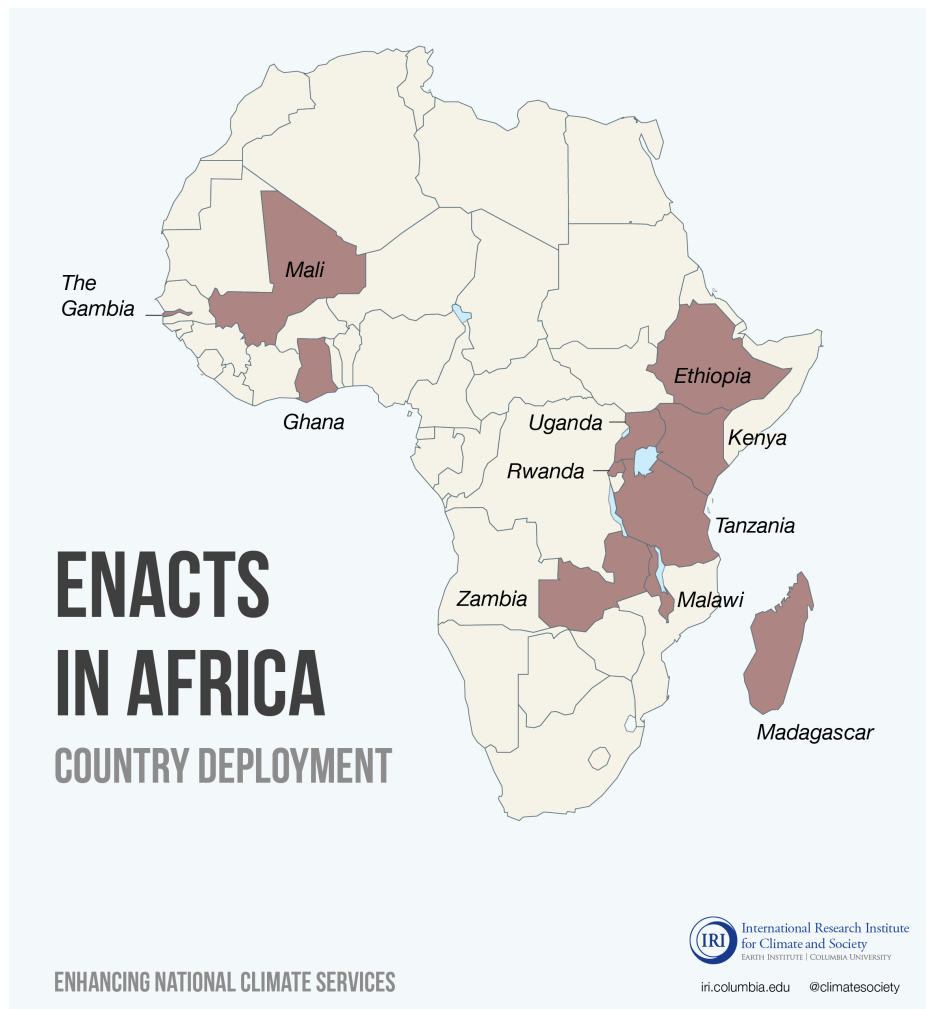 The
Gambia
Mali
Ghana
Ethiopia
Uganda
Kenya
Rwanda
Tanzania
Zambia
Malawi
Madagascar
ENACTS
IN AFRICA
COUNTRY DEPLOYMENT
ENHANCING NATIONAL CLIMATE SERVICES
IRI
International Research Institute
for Climate and Society
EARTH INSTITUTE | COLUMBIA UNIVERSITY
iri.columbia.edu @climatesociety